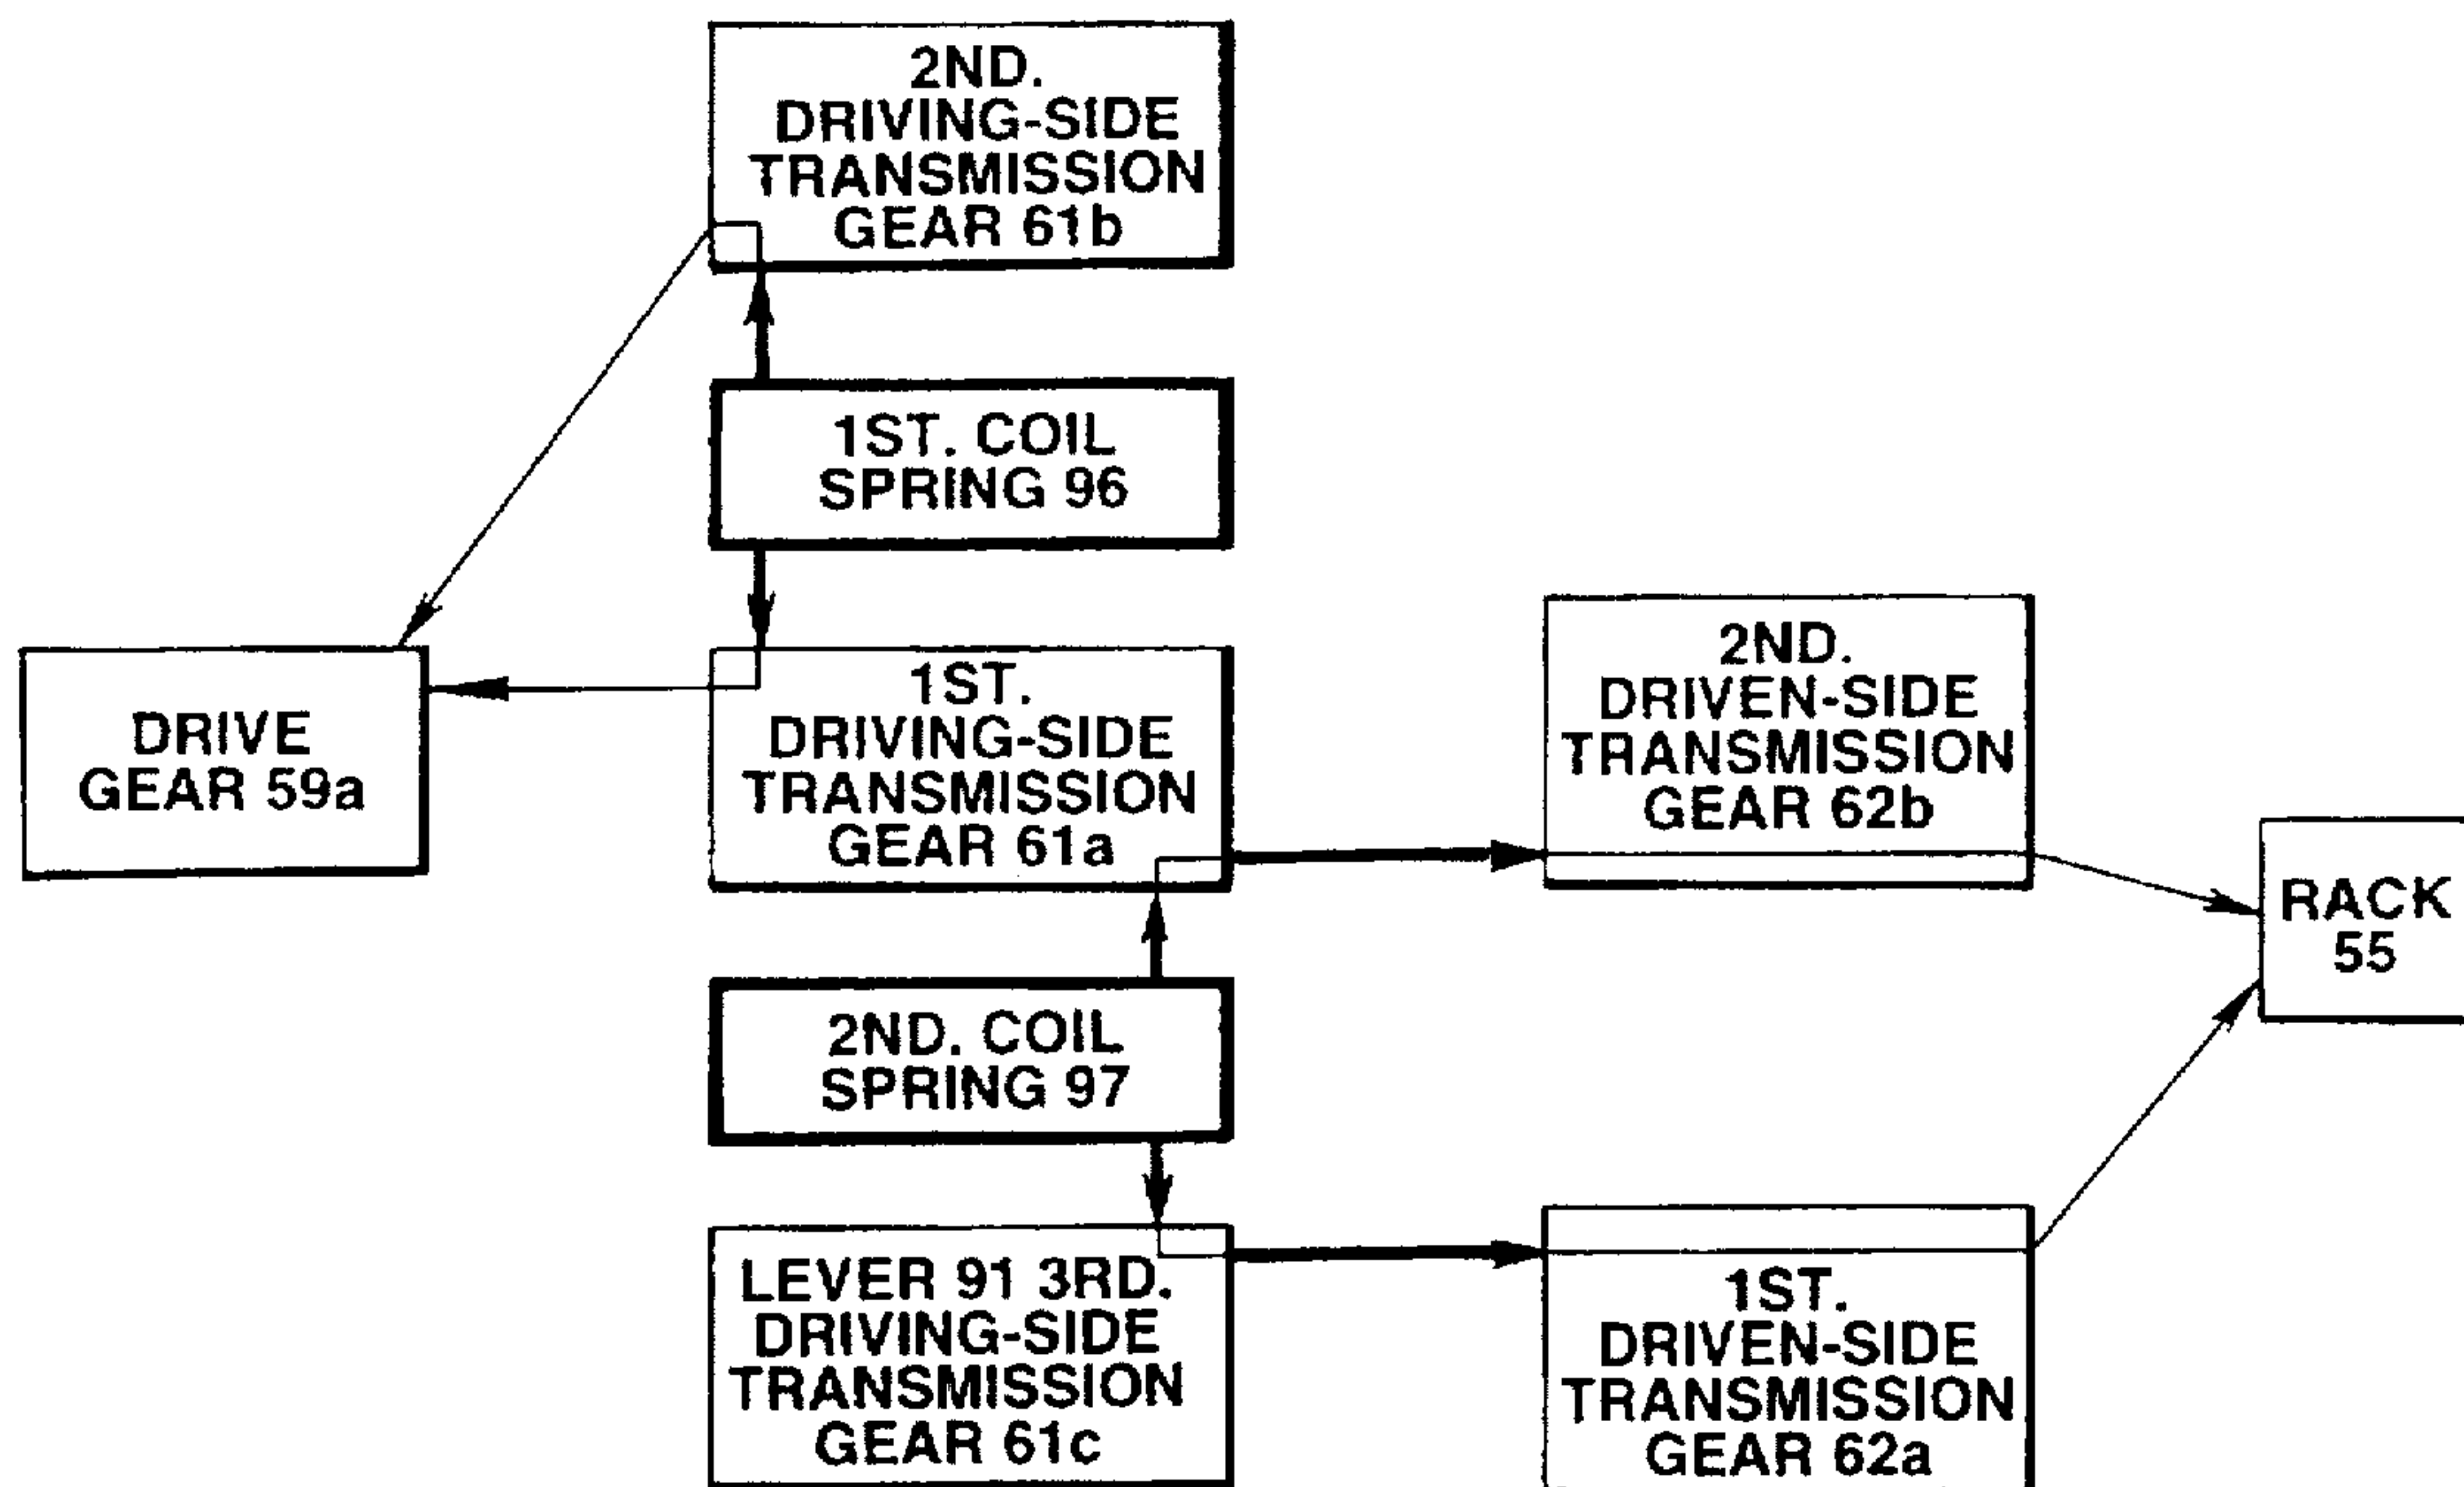 2ND.
DRIVING-SIDE
TRANSMISSION
GEAR 61b
1ST. COIL
SPRING 96
DRIVE
GEAR 59a
1ST.
DRIVING-SIDE
TRANSMISSION
GEAR 61a
2ND.
DRIVEN-SIDE
TRANSMISSION
GEAR 62b
RACK
55
2ND. COIL
SPRING 97
LEVER 91 3RD.
DRIVING-SIDE
TRANSMISSION
GEAR 61c
1ST.
DRIVEN-SIDE
TRANSMISSION
GEAR 62a